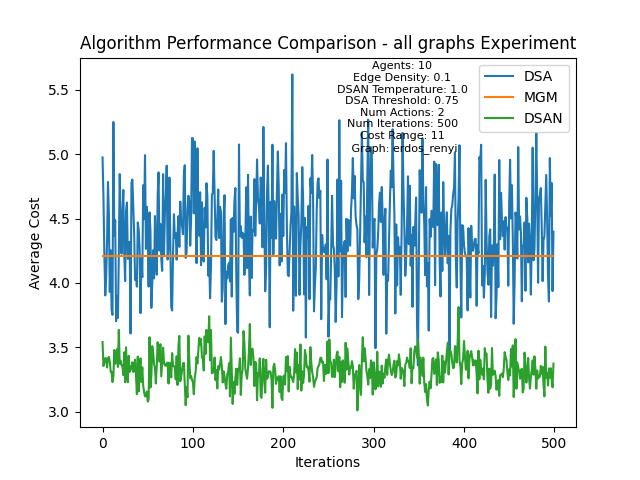 Algorithm Performance Comparison - all graphs Experiment
Agents: 10
Edge Density: 0.1
DSAN Temperature: 1.0
DSA Threshold: 0.75
Num Actions: 2
Num Iterations: 500
Cost Range: 11
Graph: erdos_renyi
DSA
MGM
DSAN
Average Cost
5.5
5.0
4.5
4.0
3.5
3.0
0
100
200
300
400
500
Iterations